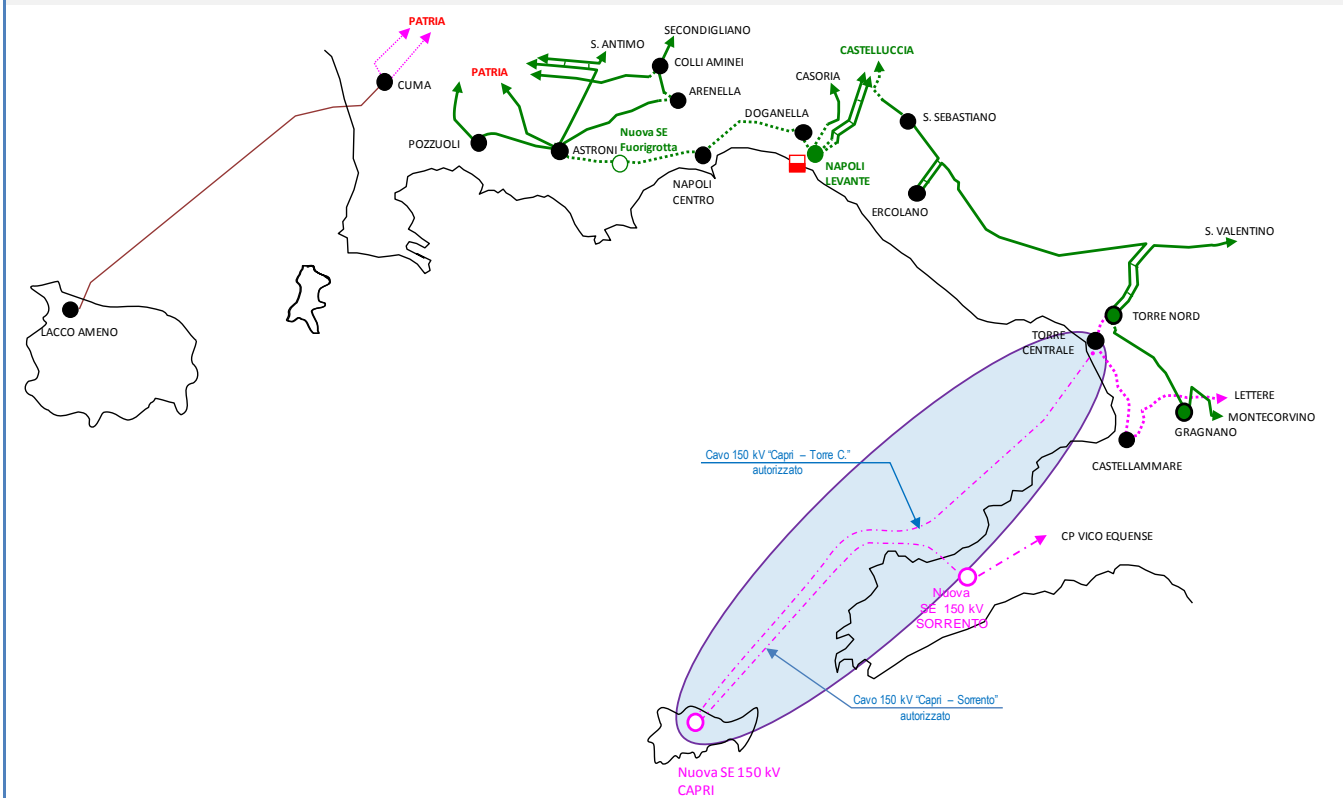 PATRIA
SECONDIGLIANO
S. ANTIMO
CASTELLUCCIA
COLLI AMINEI
PATRIA
CASORIA
CUMA
ARENELLA
DOGANELLA
S. SEBASTIANO
Nuova SE
Fuorigrotta
POZZUOLI
ASTRONI
NAPOLI
LEVANTE
NAPOLI
CENTRO
ERCOLANO
S. VALENTINO
TORRE NORD
LACCO AMENO
TORRE
CENTRALE
LETTERE
MONTECORVINO
GRAGNANO
CASTELLAMMARE
Cavo 150 kV "Capri – Torre C."
autorizzato
CP VICO EQUENSE
Nuova
SE 150 kV
SORRENTO
Cavo 150 kV "Capri – Sorrento"
autorizzato
Nuova SE 150 kV
CAPRI